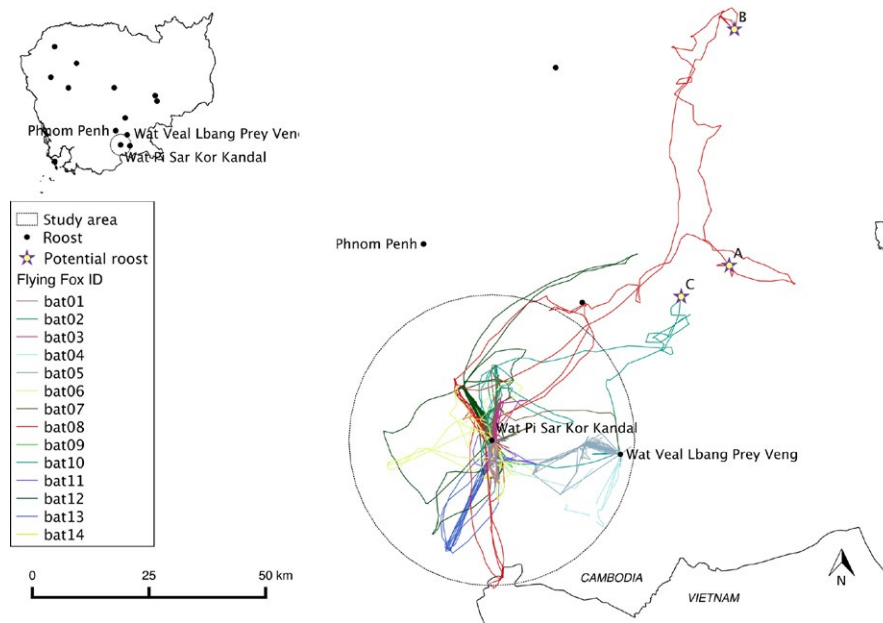 Phnom Penh
Wat Veal Lbang Prey Veng
Wat Pi Sar Kor Kandal
Study area
Roost
Potential roost
Flying Fox ID
bat01
bat02
bat03
bat04
bat05
bat06
bat07
bat08
bat09
bat10
bat11
bat12
bat13
bat14
0 25 50 km
B
Phnom Penh
A
C
Wat Pi Sar Kor Kandal
Wat Veal Lbang Prey Veng
CAMBODIA
VIETNAM
N